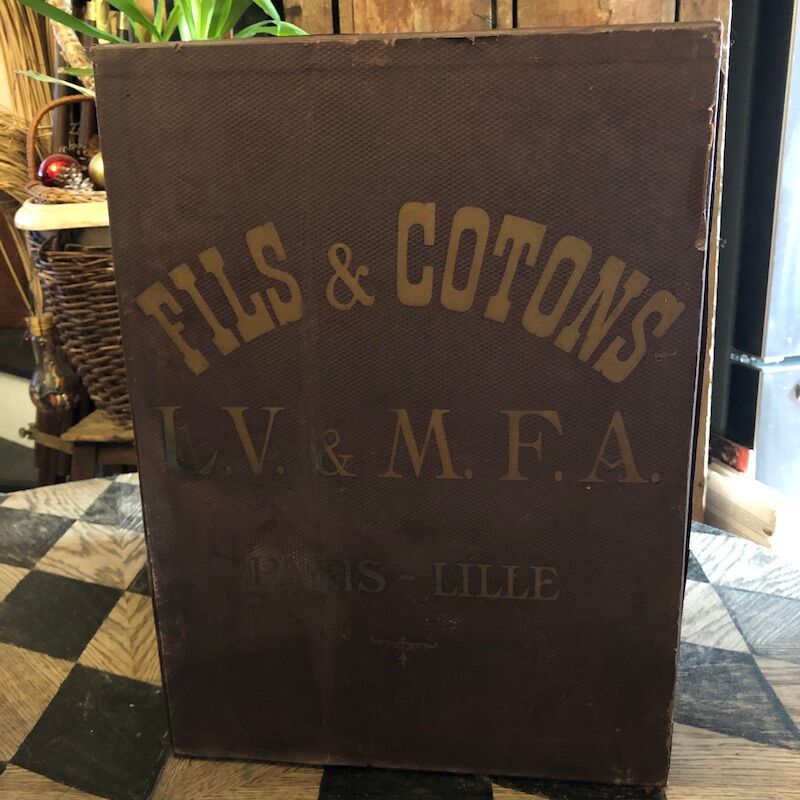 FILS & COTONS
L.V. & M.F.A.
PARIS - LILLE